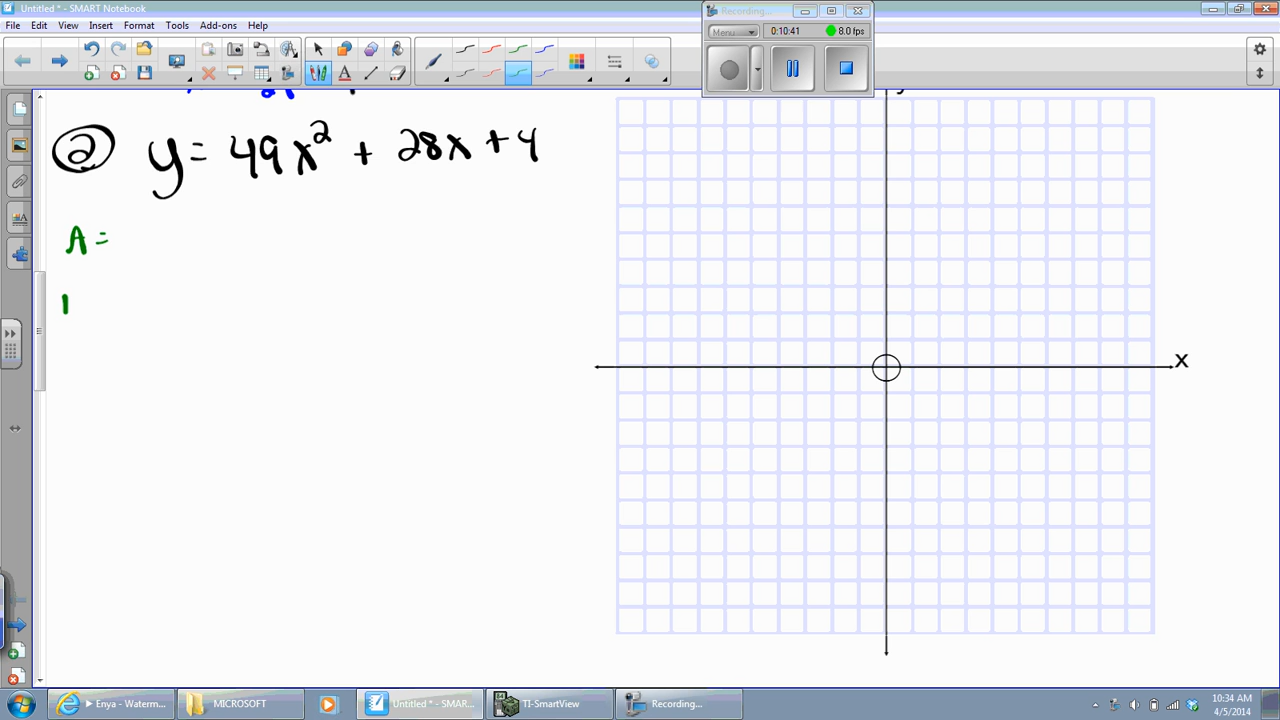 Untitled * - SMART Notebook
File Edit View Insert Format Tools Add-ons Help
Recording...
Menu 0:10:41 8.0 fps
② y = 49x² + 28x + 4
A =
x
Enya - Waterm... MICROSOFT Untitled * - SMAR... TI-SmartView Recording...
10:34 AM
4/5/2014